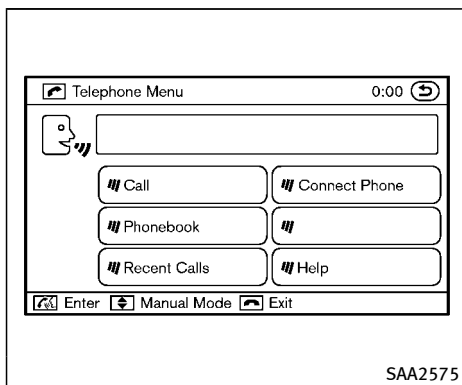 Telephone Menu 0:00
Call Connect Phone
Phonebook
Recent Calls Help
Enter Manual Mode Exit
SAA2575